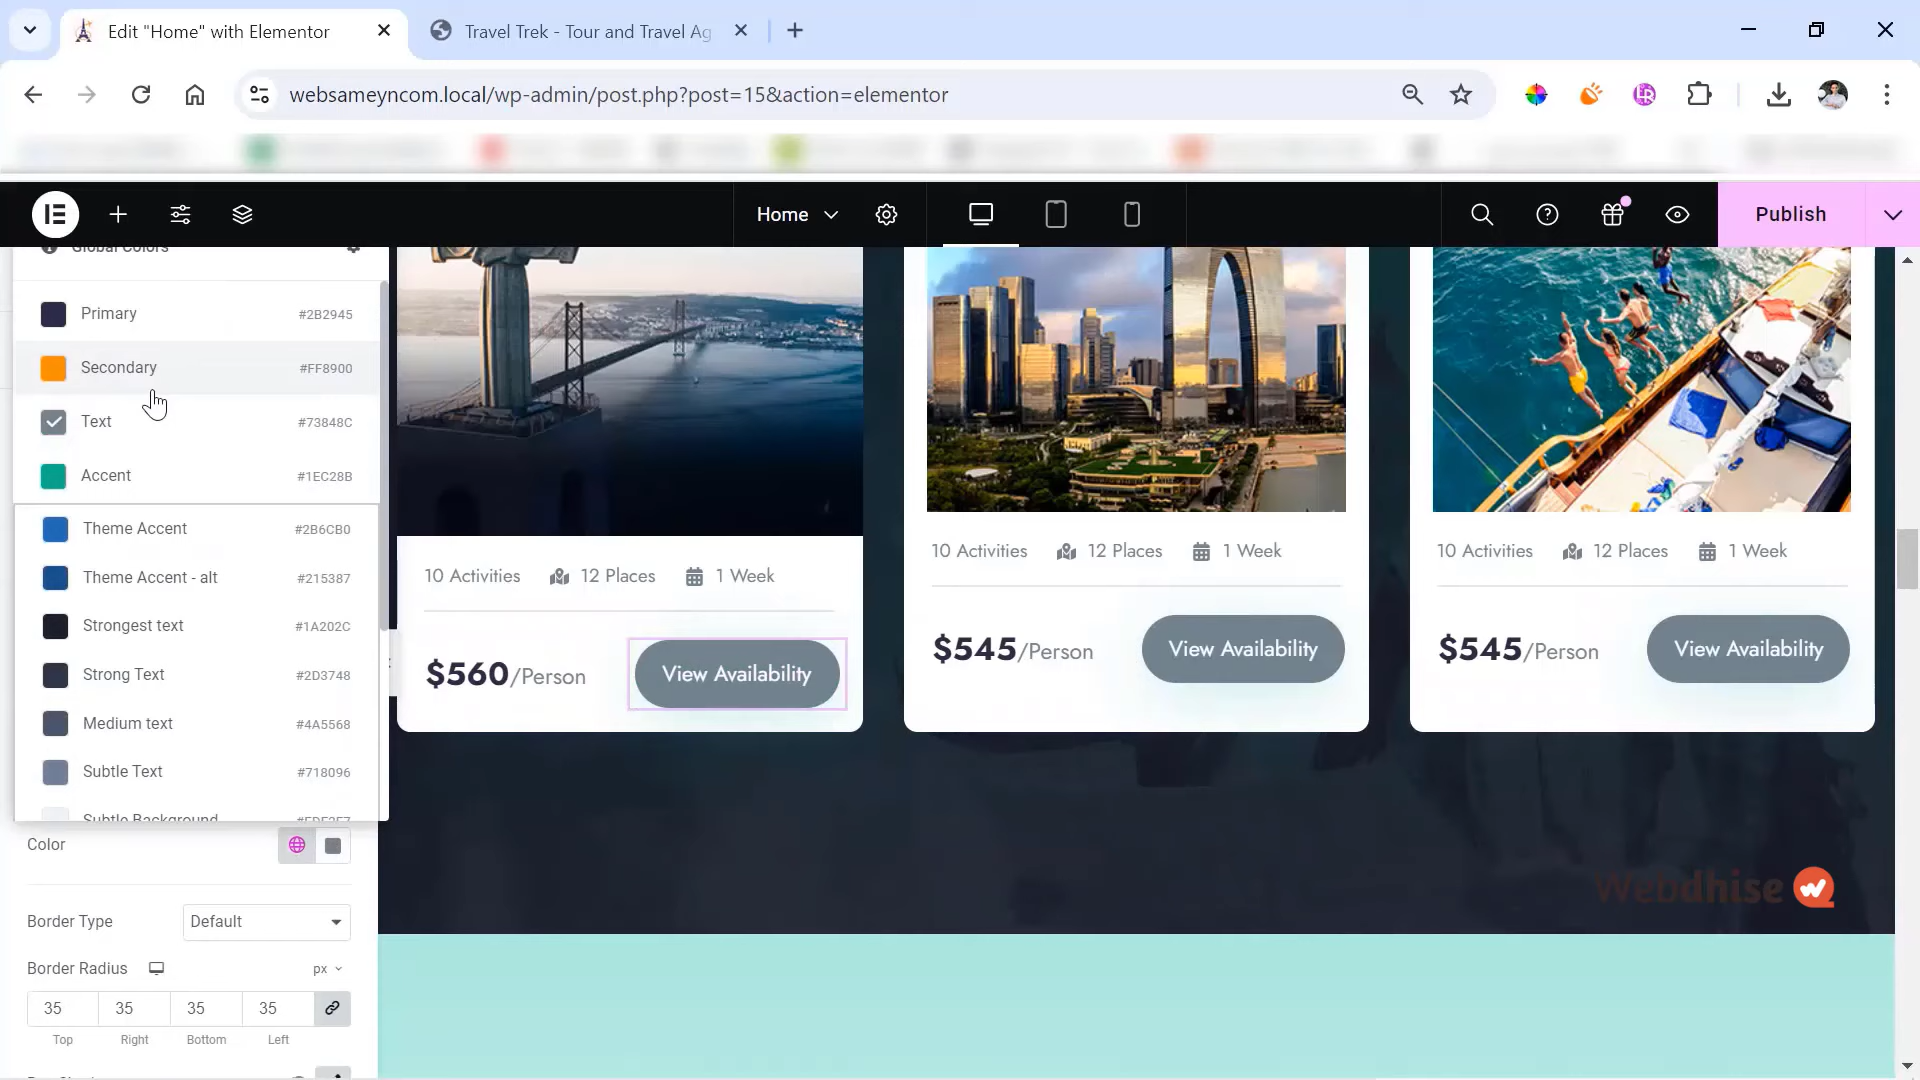 Edit "Home" with Elementor
Travel Trek - Tour and Travel Ag
websameyncom.local/wp-admin/post.php?post=15&action=elementor
Home
Publish
Global Colors
Primary #2B2945
Secondary #FF8900
Text #73848C
Accent #1EC28B
Theme Accent #2B6CB0
Theme Accent - alt #215387
Strongest text #1A202C
Strong Text #2D3748
Medium text #4A5568
Subtle Text #718096
Subtle Background #EDF2F7
Color
Border Type Default
Border Radius px
35 35 35 35
Top Right Bottom Left
10 Activities 12 Places 1 Week
$560/Person View Availability
10 Activities 12 Places 1 Week
$545/Person View Availability
10 Activities 12 Places 1 Week
$545/Person View Availability
Webdhise